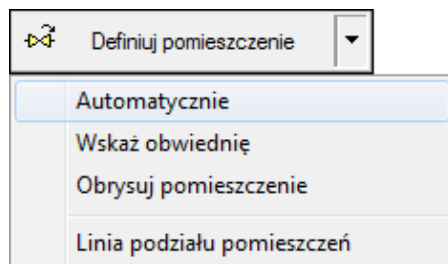 Definiuj pomieszczenie
Automatycznie
Wskaż obwiednię
Obrysuj pomieszczenie
Linia podziału pomieszczeń